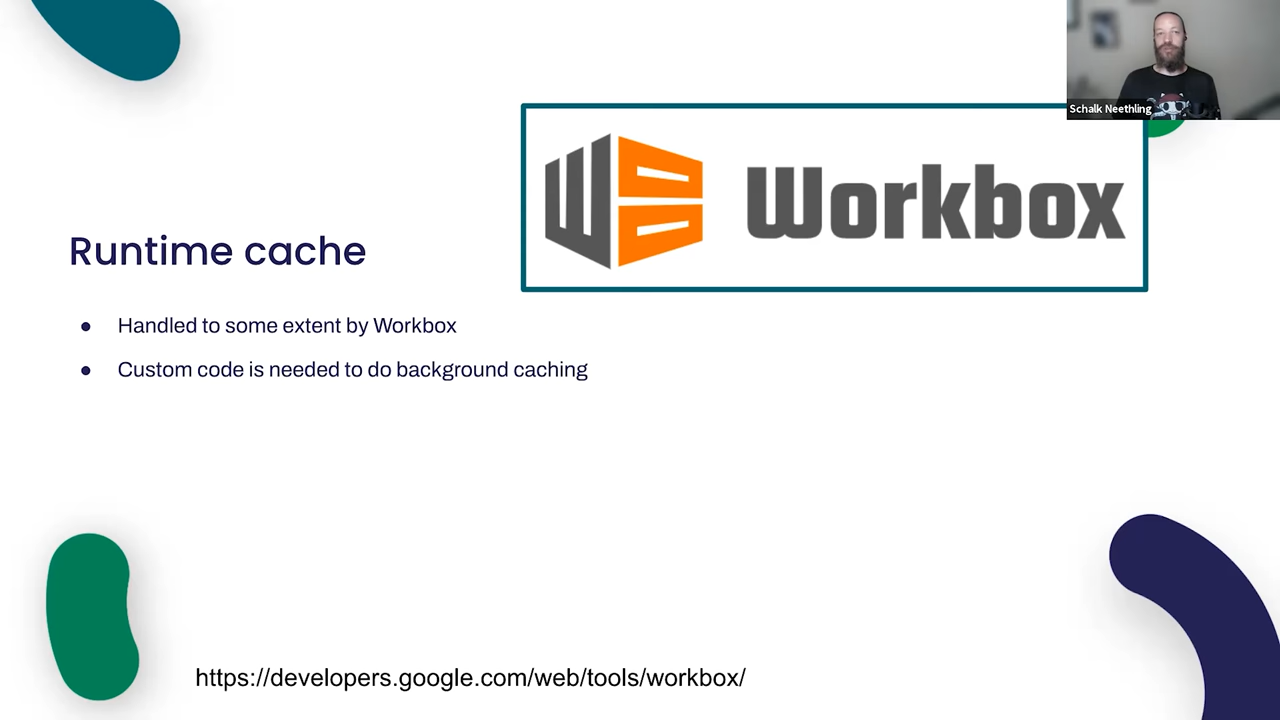 Schalk Neethling
Workbox
Runtime cache
● Handled to some extent by Workbox
● Custom code is needed to do background caching
https://developers.google.com/web/tools/workbox/